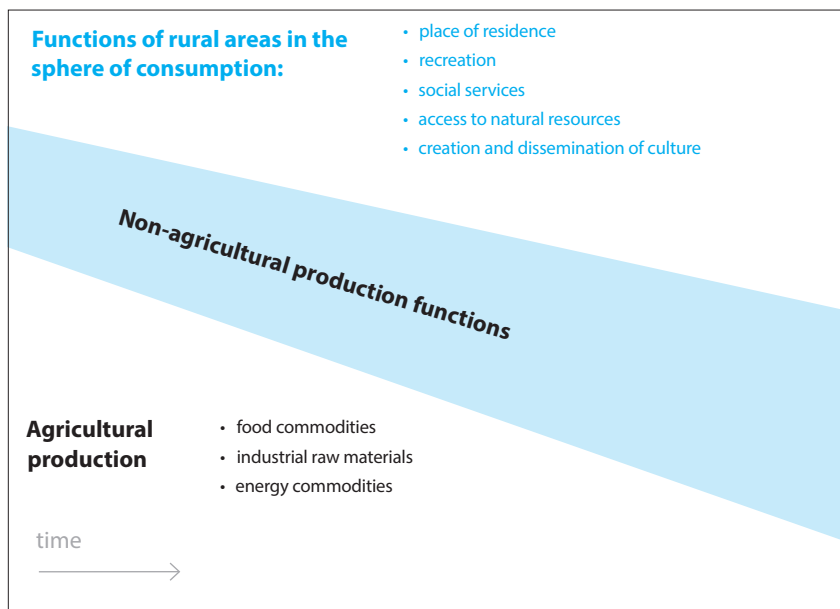 Functions of rural areas in the
sphere of consumption:
• place of residence
• recreation
• social services
• access to natural resources
• creation and dissemination of culture
Non-agricultural production functions
Agricultural
production
• food commodities
• industrial raw materials
• energy commodities
time